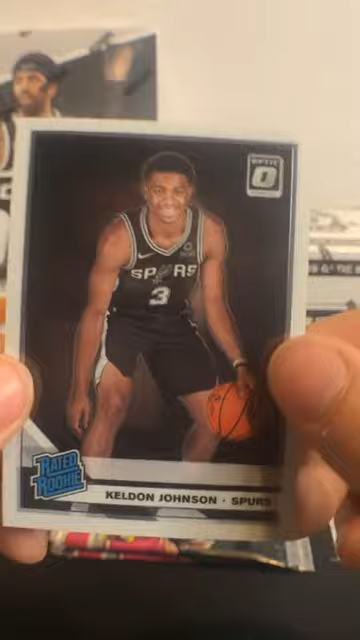 OPTIC
SPURS
3
RATED
ROOKIE
KELDON JOHNSON · SPURS